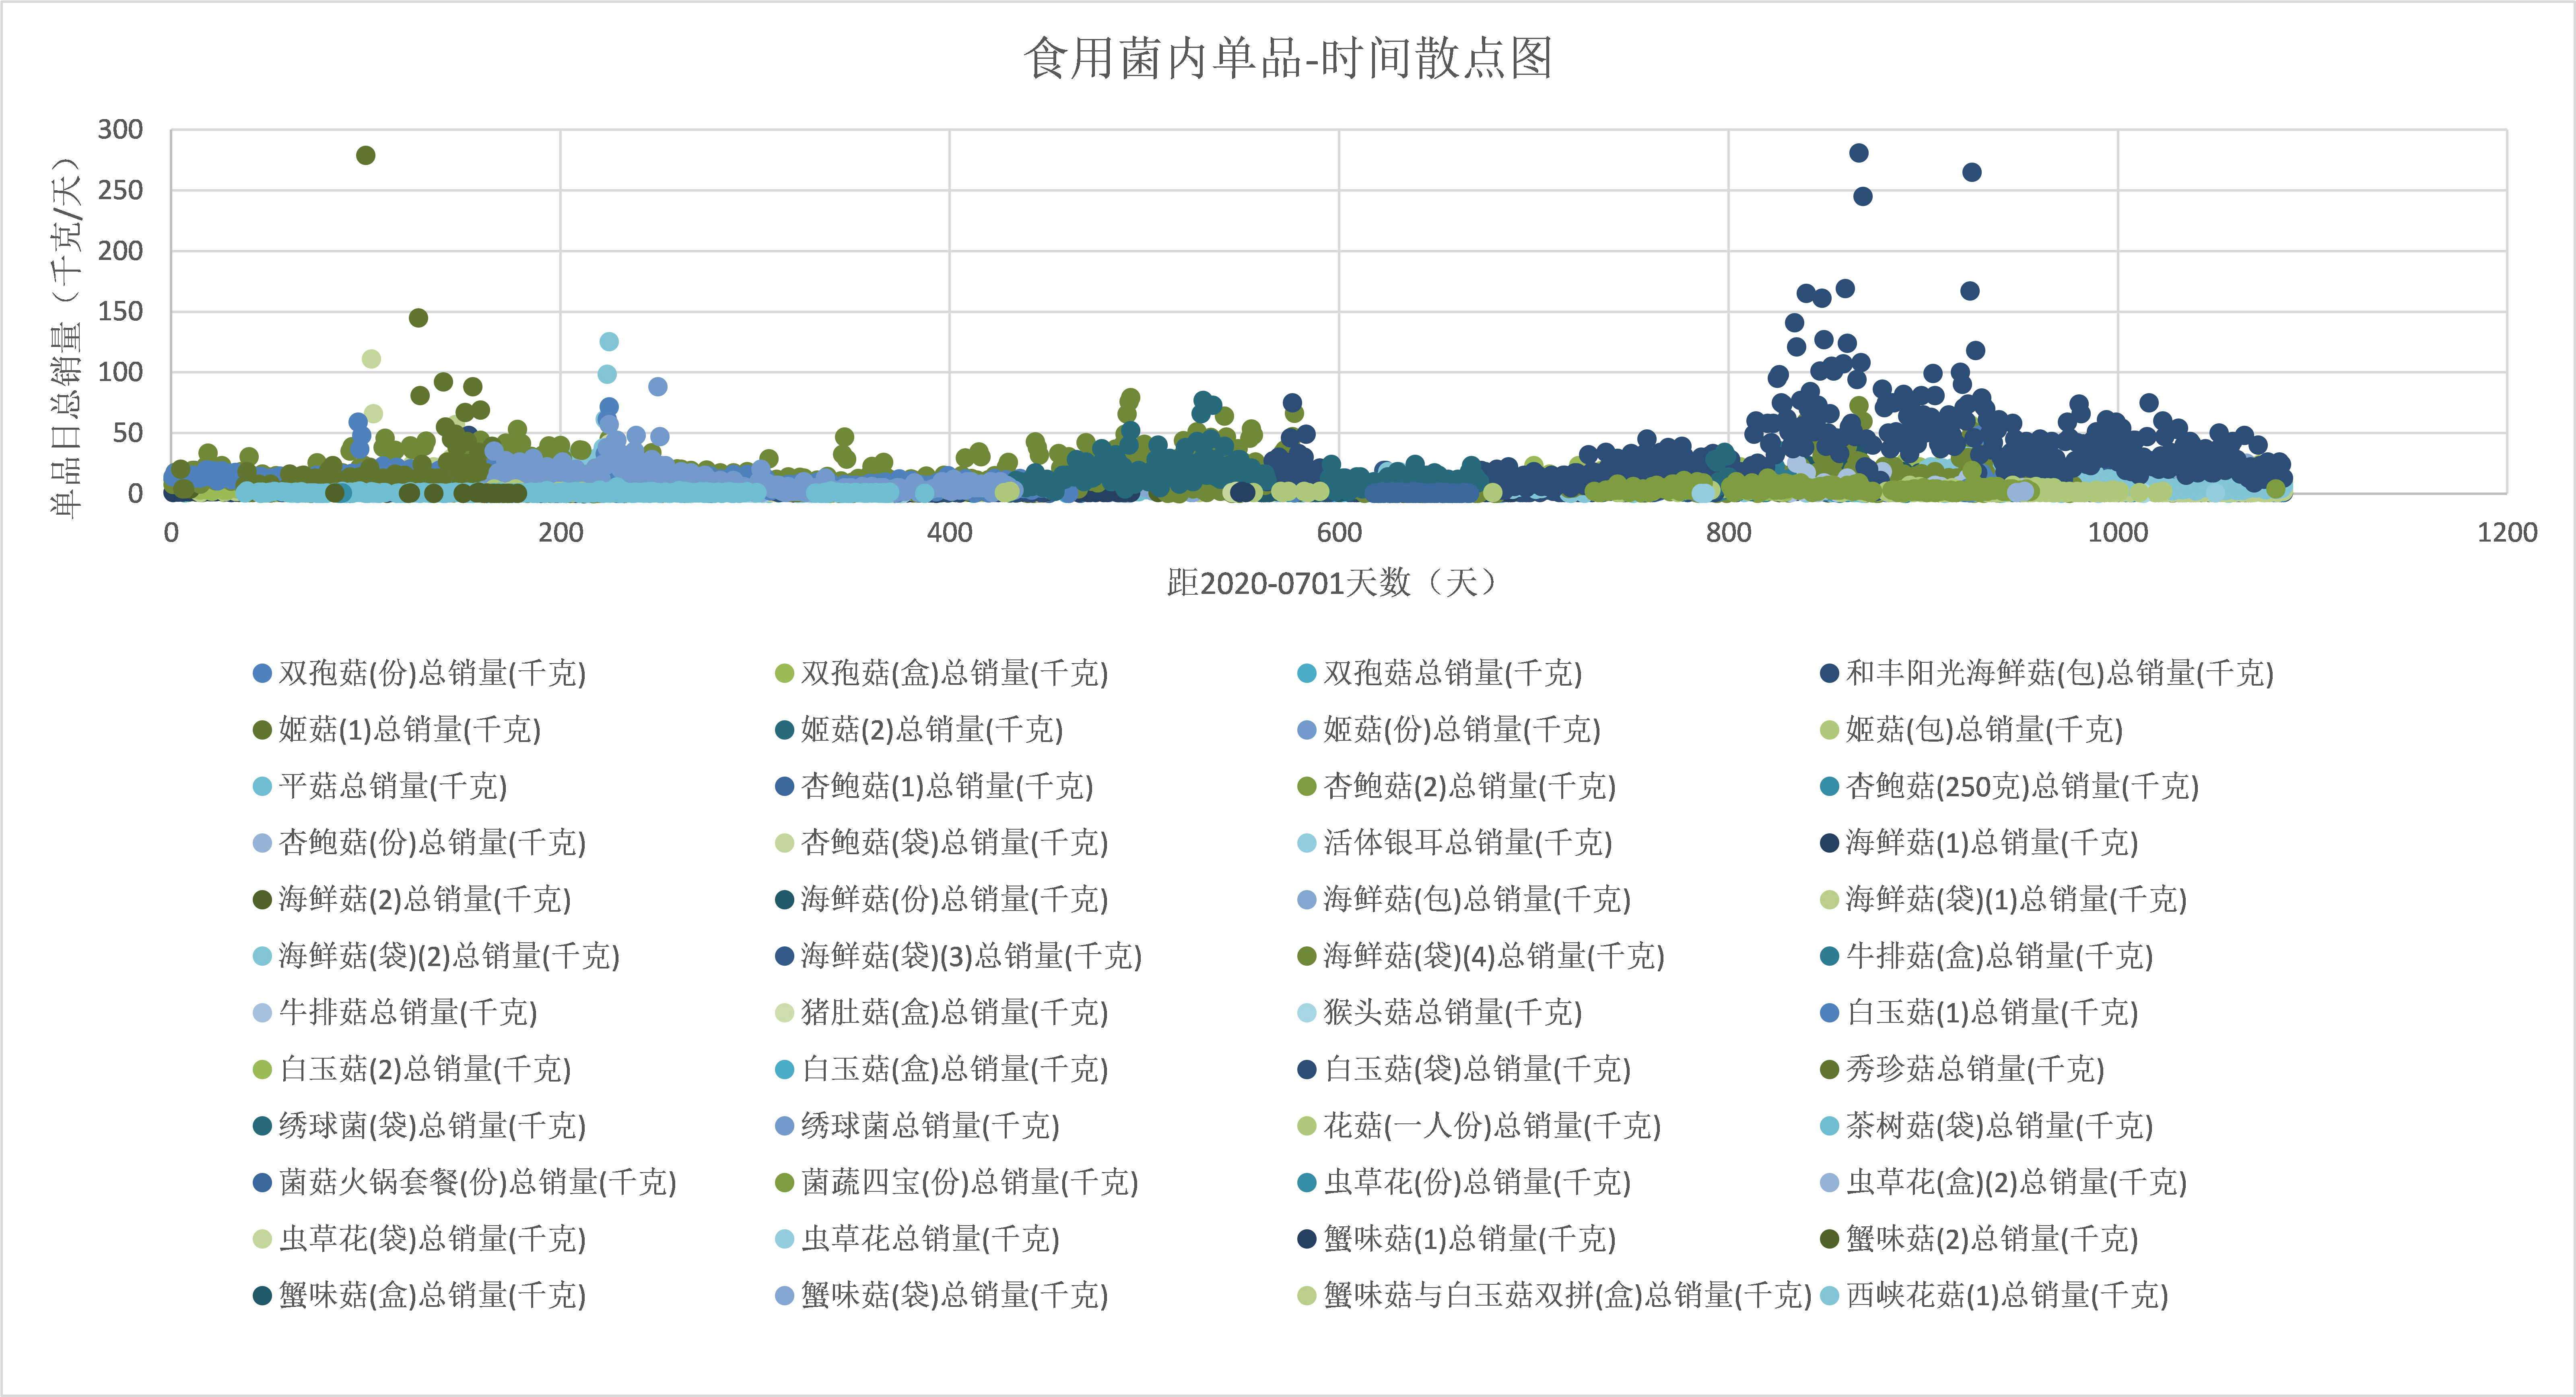 食用菌内单品-时间散点图
单品日总销量（千克/天）
300
250
200
150
100
50
0
0 200 400 600 800 1000 1200
距2020-0701天数（天）
双孢菇(份)总销量(千克) 双孢菇(盒)总销量(千克) 双孢菇总销量(千克) 和丰阳光海鲜菇(包)总销量(千克)
姬菇(1)总销量(千克) 姬菇(2)总销量(千克) 姬菇(份)总销量(千克) 姬菇(包)总销量(千克)
平菇总销量(千克) 杏鲍菇(1)总销量(千克) 杏鲍菇(2)总销量(千克) 杏鲍菇(250克)总销量(千克)
杏鲍菇(份)总销量(千克) 杏鲍菇(袋)总销量(千克) 活体银耳总销量(千克) 海鲜菇(1)总销量(千克)
海鲜菇(2)总销量(千克) 海鲜菇(份)总销量(千克) 海鲜菇(包)总销量(千克) 海鲜菇(袋)(1)总销量(千克)
海鲜菇(袋)(2)总销量(千克) 海鲜菇(袋)(3)总销量(千克) 海鲜菇(袋)(4)总销量(千克) 牛排菇(盒)总销量(千克)
牛排菇总销量(千克) 猪肚菇(盒)总销量(千克) 猴头菇总销量(千克) 白玉菇(1)总销量(千克)
白玉菇(2)总销量(千克) 白玉菇(盒)总销量(千克) 白玉菇(袋)总销量(千克) 秀珍菇总销量(千克)
绣球菌(袋)总销量(千克) 绣球菌总销量(千克) 花菇(一人份)总销量(千克) 茶树菇(袋)总销量(千克)
菌菇火锅套餐(份)总销量(千克) 菌蔬四宝(份)总销量(千克) 虫草花(份)总销量(千克) 虫草花(盒)(2)总销量(千克)
虫草花(袋)总销量(千克) 虫草花总销量(千克) 蟹味菇(1)总销量(千克) 蟹味菇(2)总销量(千克)
蟹味菇(盒)总销量(千克) 蟹味菇(袋)总销量(千克) 蟹味菇与白玉菇双拼(盒)总销量(千克) 西峡花菇(1)总销量(千克)